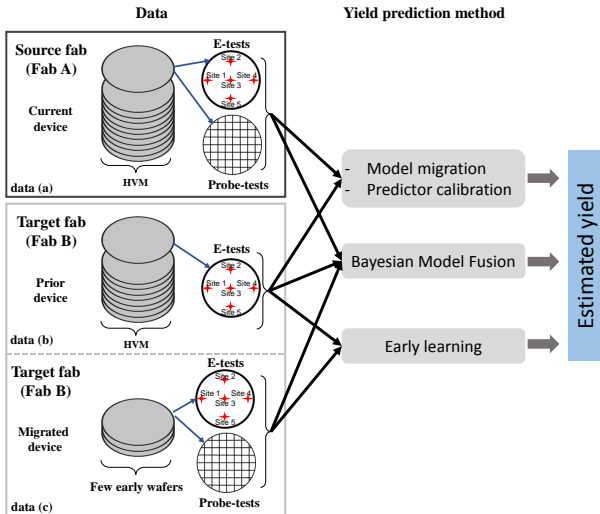 Data
Yield prediction method
Source fab
(Fab A)
Current
device
HVM
data (a)
E-tests
Site 2
Site 1
Site 4
Site 3
Site 5
Probe-tests
Target fab
(Fab B)
Prior
device
HVM
data (b)
E-tests
Site 2
Site 1
Site 4
Site 3
Site 5
Target fab
(Fab B)
Migrated
device
Few early wafers
data (c)
E-tests
Site 2
Site 1
Site 4
Site 3
Site 5
Probe-tests
- Model migration
- Predictor calibration
Bayesian Model Fusion
Early learning
Estimated yield